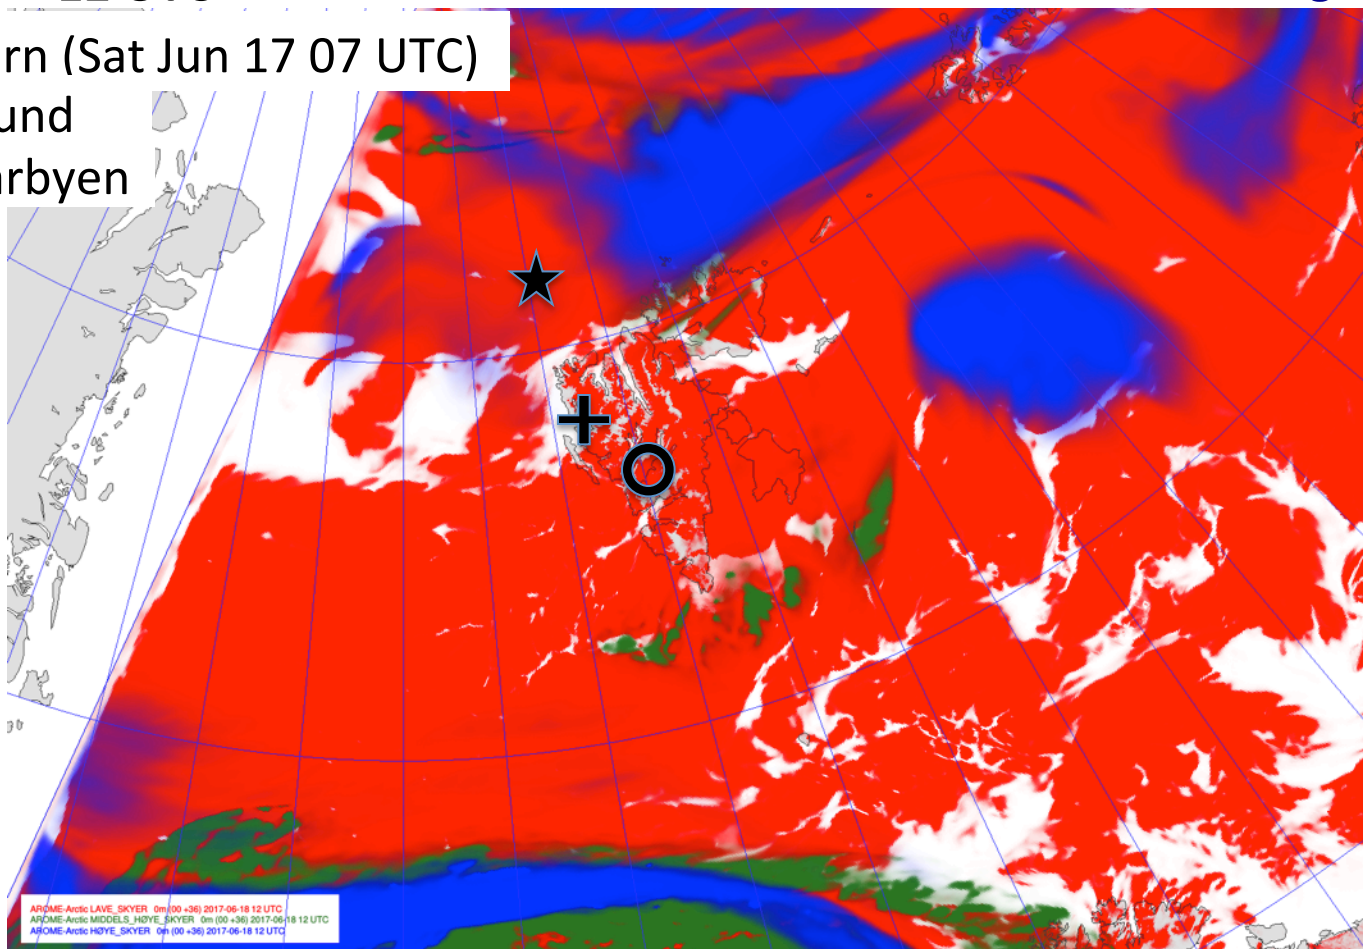 rn (Sat Jun 17 07 UTC)
und
arbyen
AROME-Arctic LAVE_SKYER 0m (00 +36) 2017-06-18 12 UTC
AROME-Arctic MIDDELS_HØYE_SKYER 0m (00 +36) 2017-06-18 12 UTC
AROME-Arctic HØYE_SKYER 0m (00 +36) 2017-06-18 12 UTC